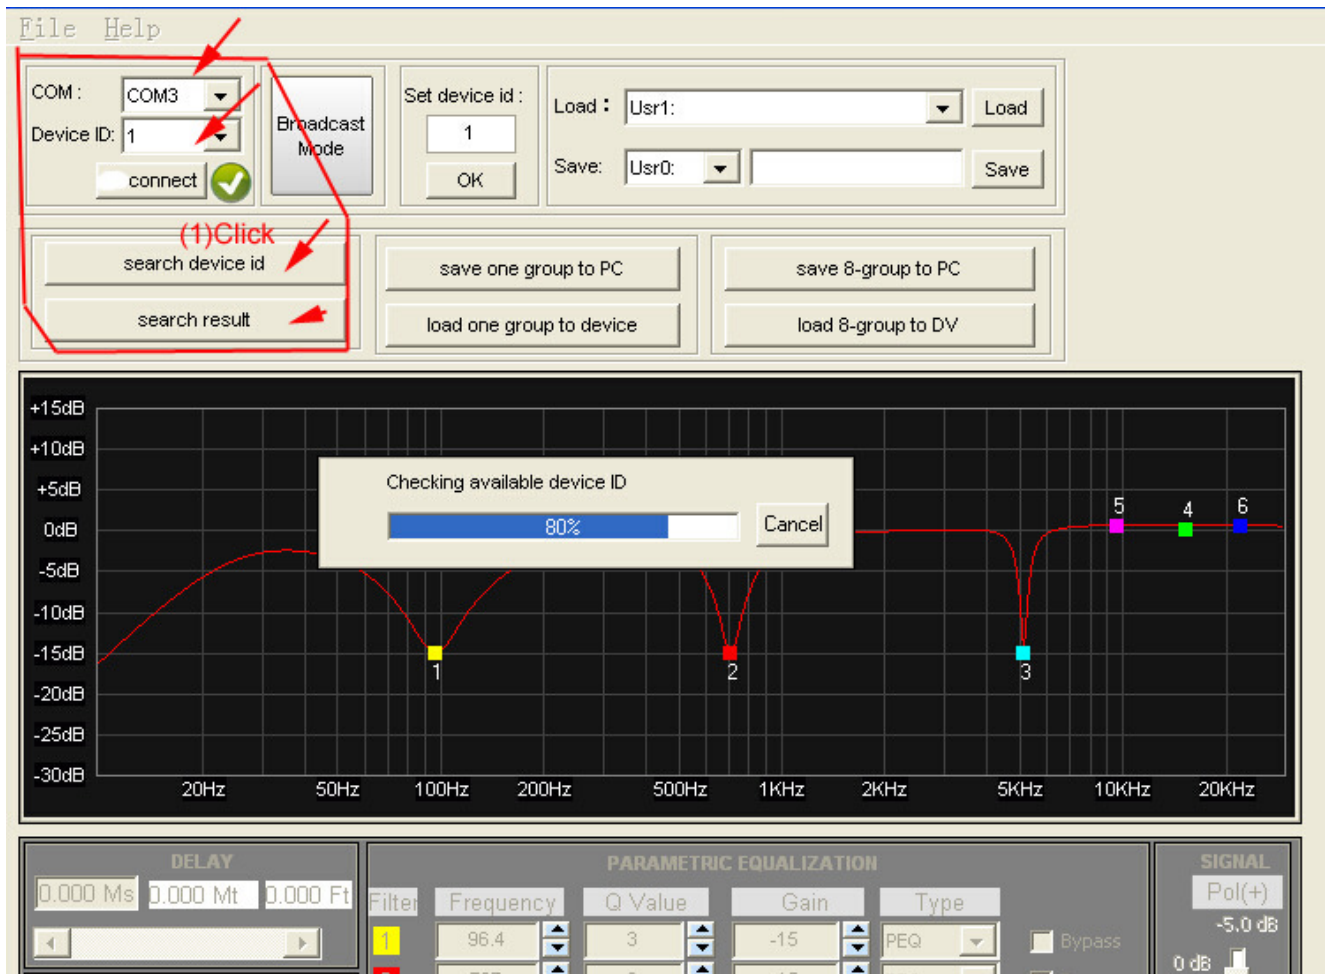 File Help
COM :
COM3
Device ID:
1
connect
Broadcast
Mode
Set device id :
1
OK
Load :
Usr1:
Load
Save:
Usr0:
Save
(1)Click
search device id
search result
save one group to PC
load one group to device
save 8-group to PC
load 8-group to DV
+15dB
+10dB
+5dB
0dB
-5dB
-10dB
-15dB
-20dB
-25dB
-30dB
Checking available device ID
80%
Cancel
1
2
3
5
4
6
20Hz 50Hz 100Hz 200Hz 500Hz 1KHz 2KHz 5KHz 10KHz 20KHz
DELAY
0.000 Ms 0.000 Mt 0.000 Ft
PARAMETRIC EQUALIZATION
Filter Frequency Q Value Gain Type
1 96.4 3 -15 PEQ Bypass
SIGNAL
Pol(+)
-5.0 dB
0 dB